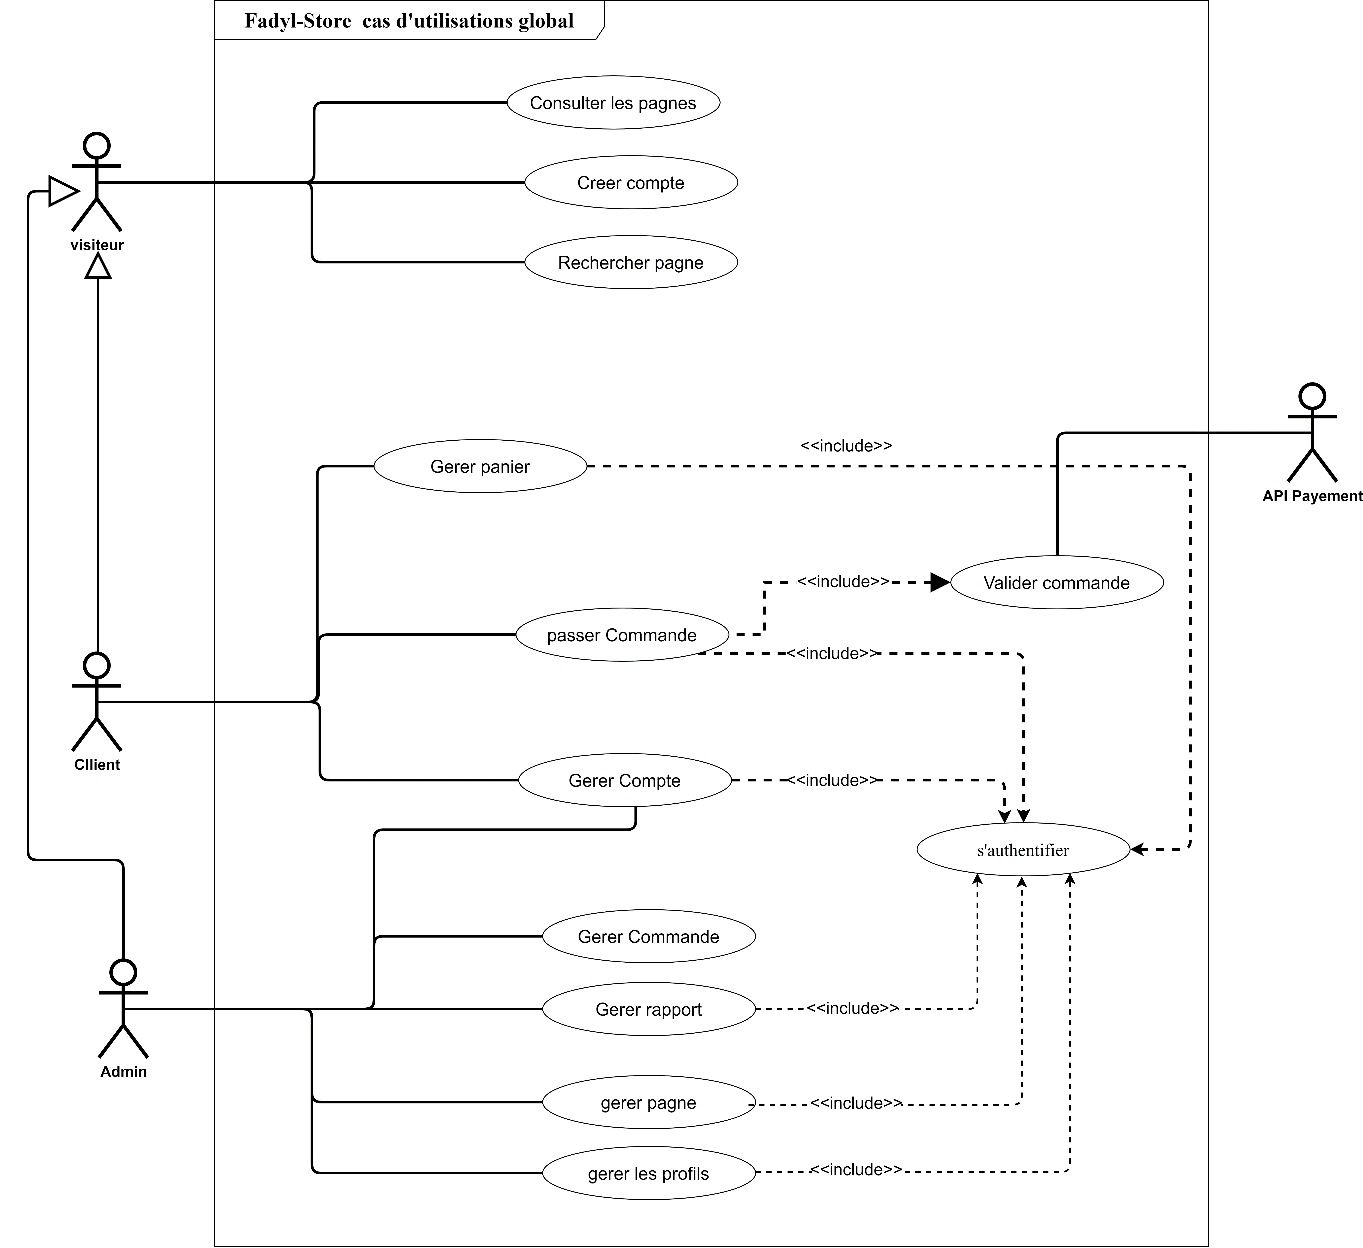 Fadyl-Store  cas d'utilisations global
Consulter les pagnes
Creer compte
visiteur
Rechercher pagne
<<include>>
Gerer panier
API Payement
<<include>>
Valider commande
passer Commande
<<include>>
Cllient
Gerer Compte
<<include>>
s'authentifier
Gerer Commande
Gerer rapport
<<include>>
Admin
gerer pagne
<<include>>
gerer les profils
<<include>>